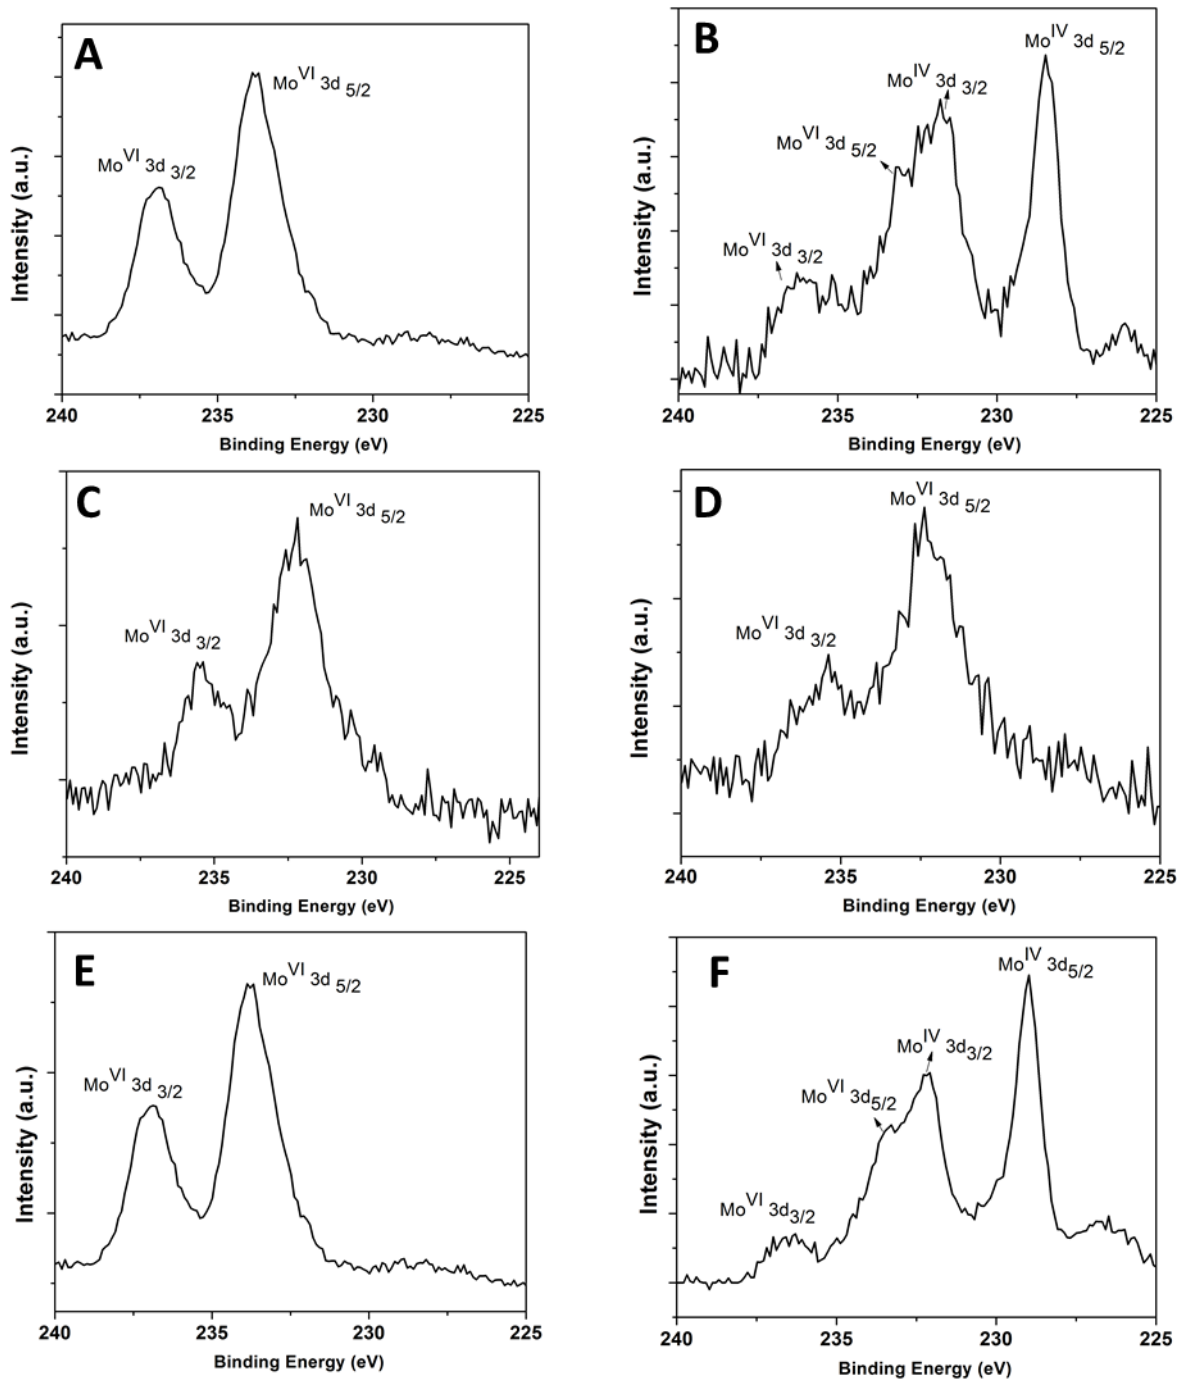 A
Mo^VI 3d 5/2
Mo^VI 3d 3/2
Intensity (a.u.)
240 235 230 225
Binding Energy (eV)
B
Mo^IV 3d 5/2
Mo^IV 3d 3/2
Mo^VI 3d 5/2
Mo^VI 3d 3/2
Intensity (a.u.)
240 235 230 225
Binding Energy (eV)
C
Mo^VI 3d 5/2
Mo^VI 3d 3/2
Intensity (a.u.)
240 235 230 225
Binding Energy (eV)
D
Mo^VI 3d 5/2
Mo^VI 3d 3/2
Intensity (a.u.)
240 235 230 225
Binding Energy (eV)
E
Mo^VI 3d 5/2
Mo^VI 3d 3/2
Intensity (a.u.)
240 235 230 225
Binding Energy (eV)
F
Mo^IV 3d5/2
Mo^IV 3d3/2
Mo^VI 3d5/2
Mo^VI 3d3/2
Intensity (a.u.)
240 235 230 225
Binding Energy (eV)